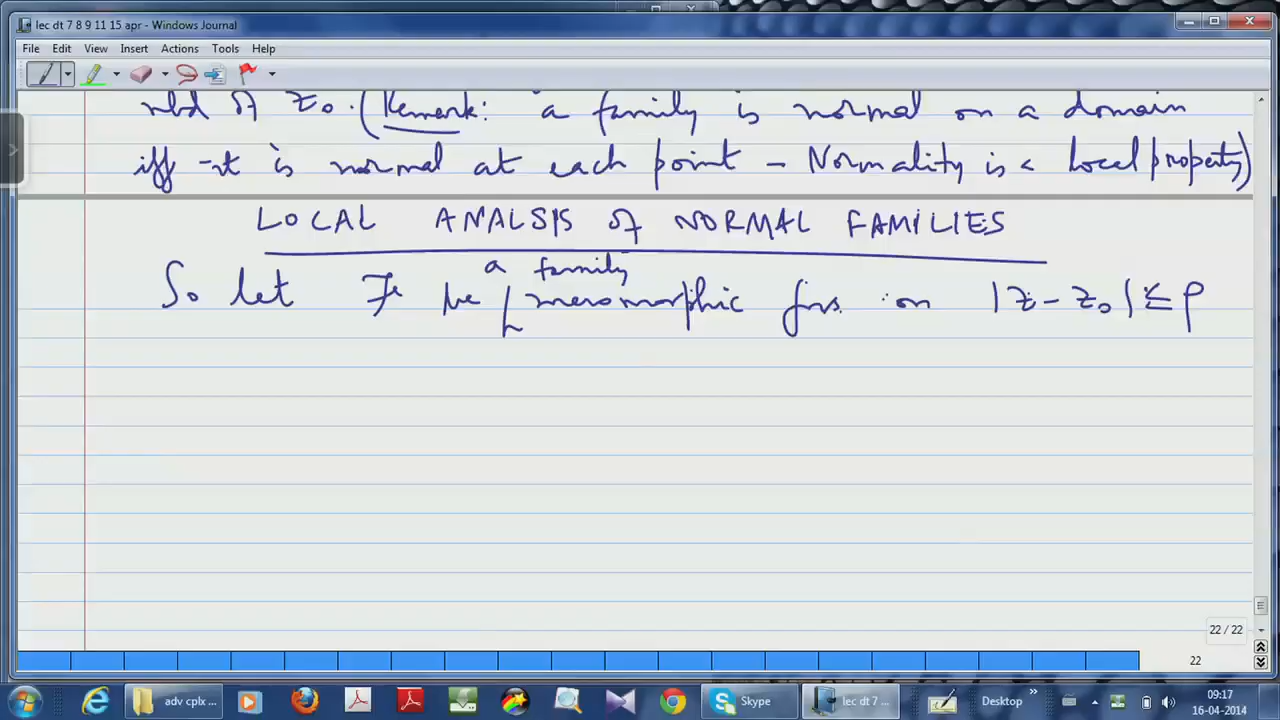 lec dt 7 8 9 11 15 apr - Windows Journal
File Edit View Insert Actions Tools Help
nbd of z₀. (Remark: a family is normal on a domain
iff it is normal at each point – Normality is a Local property)
LOCAL ANALSIS of NORMAL FAMILIES
a family
So let ℱ be meromorphic fns. on |z – z₀| ≤ ρ
22 / 22
22
adv cplx ... Skype lec dt 7 ... Desktop » 09:17
16-04-2014